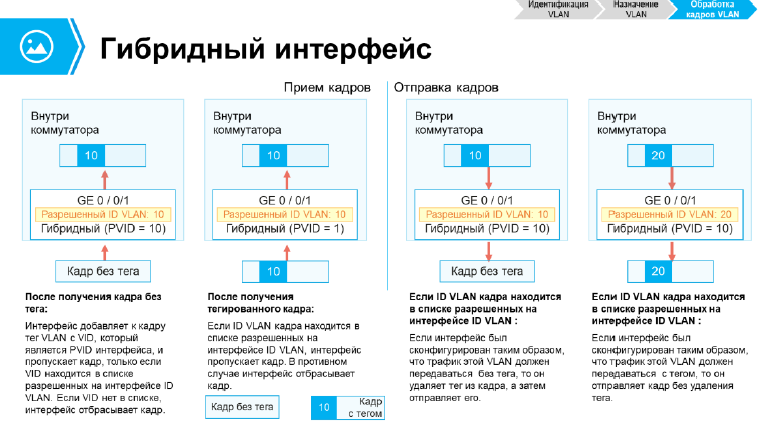 Идентификация
VLAN
Назначение
VLAN
Обработка
кадров VLAN
Гибридный интерфейс
Прием кадров
Отправка кадров
Внутри
коммутатора
10
GE 0 / 0/1
Разрешенный ID VLAN: 10
Гибридный (PVID = 10)
Кадр без тега
После получения кадра без
тега:
Интерфейс добавляет к кадру
тег VLAN с VID, который
является PVID интерфейса, и
пропускает кадр, только если
VID находится в списке
разрешенных на интерфейсе ID
VLAN. Если VID нет в списке,
интерфейс отбрасывает кадр.
Внутри
коммутатора
10
GE 0 / 0/1
Разрешенный ID VLAN: 10
Гибридный (PVID = 1)
10
После получения
тегированного кадра:
Если ID VLAN кадра находится в
списке разрешенных на
интерфейсе ID VLAN, интерфейс
пропускает кадр. В противном
случае интерфейс отбрасывает
кадр.
Кадр без тега
10
Кадр
с тегом
Внутри
коммутатора
10
GE 0 / 0/1
Разрешенный ID VLAN: 10
Гибридный (PVID = 10)
Кадр без тега
Если ID VLAN кадра находится
в списке разрешенных на
интерфейсе ID VLAN :
Если интерфейс был
сконфигурирован таким образом,
что трафик этой VLAN должен
передаваться без тега, то он
удаляет тег из кадра, а затем
отправляет его.
Внутри
коммутатора
20
GE 0 / 0/1
Разрешенный ID VLAN: 20
Гибридный (PVID = 10)
20
Если ID VLAN кадра находится
в списке разрешенных на
интерфейсе ID VLAN :
Если интерфейс был
сконфигурирован таким образом,
что трафик этой VLAN должен
передаваться с тегом, то он
отправляет кадр без удаления
тега.